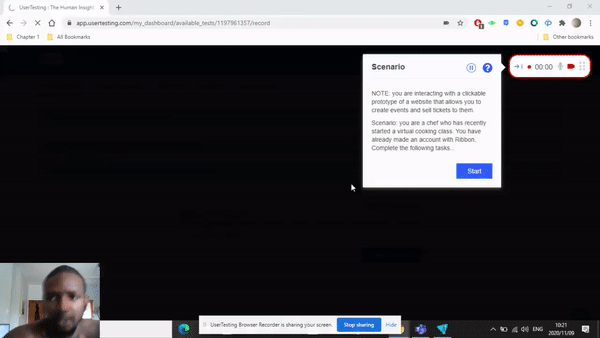 UserTesting : The Human Insight
app.usertesting.com/my_dashboard/available_tests/1197961357/record
Chapter 1
All Bookmarks
Other bookmarks
Scenario
00:00
NOTE: you are interacting with a clickable
prototype of a website that allows you to
create events and sell tickets to them.
Scenario: you are a chef who has recently
started a virtual cooking class. You have
already made an account with Ribbon.
Complete the following tasks...
Start
UserTesting Browser Recorder is sharing your screen.
Stop sharing
Hide
ENG
10:21
2020/11/09